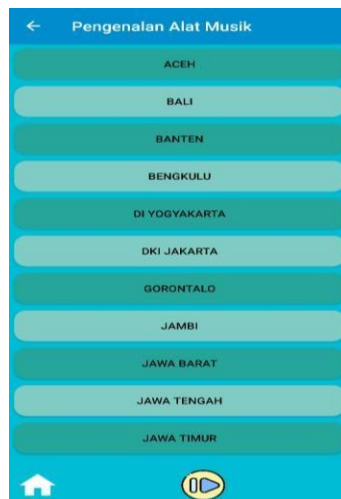 Pengenalan Alat Musik
ACEH
BALI
BANTEN
BENGKULU
DI YOGYAKARTA
DKI JAKARTA
GORONTALO
JAMBI
JAWA BARAT
JAWA TENGAH
JAWA TIMUR